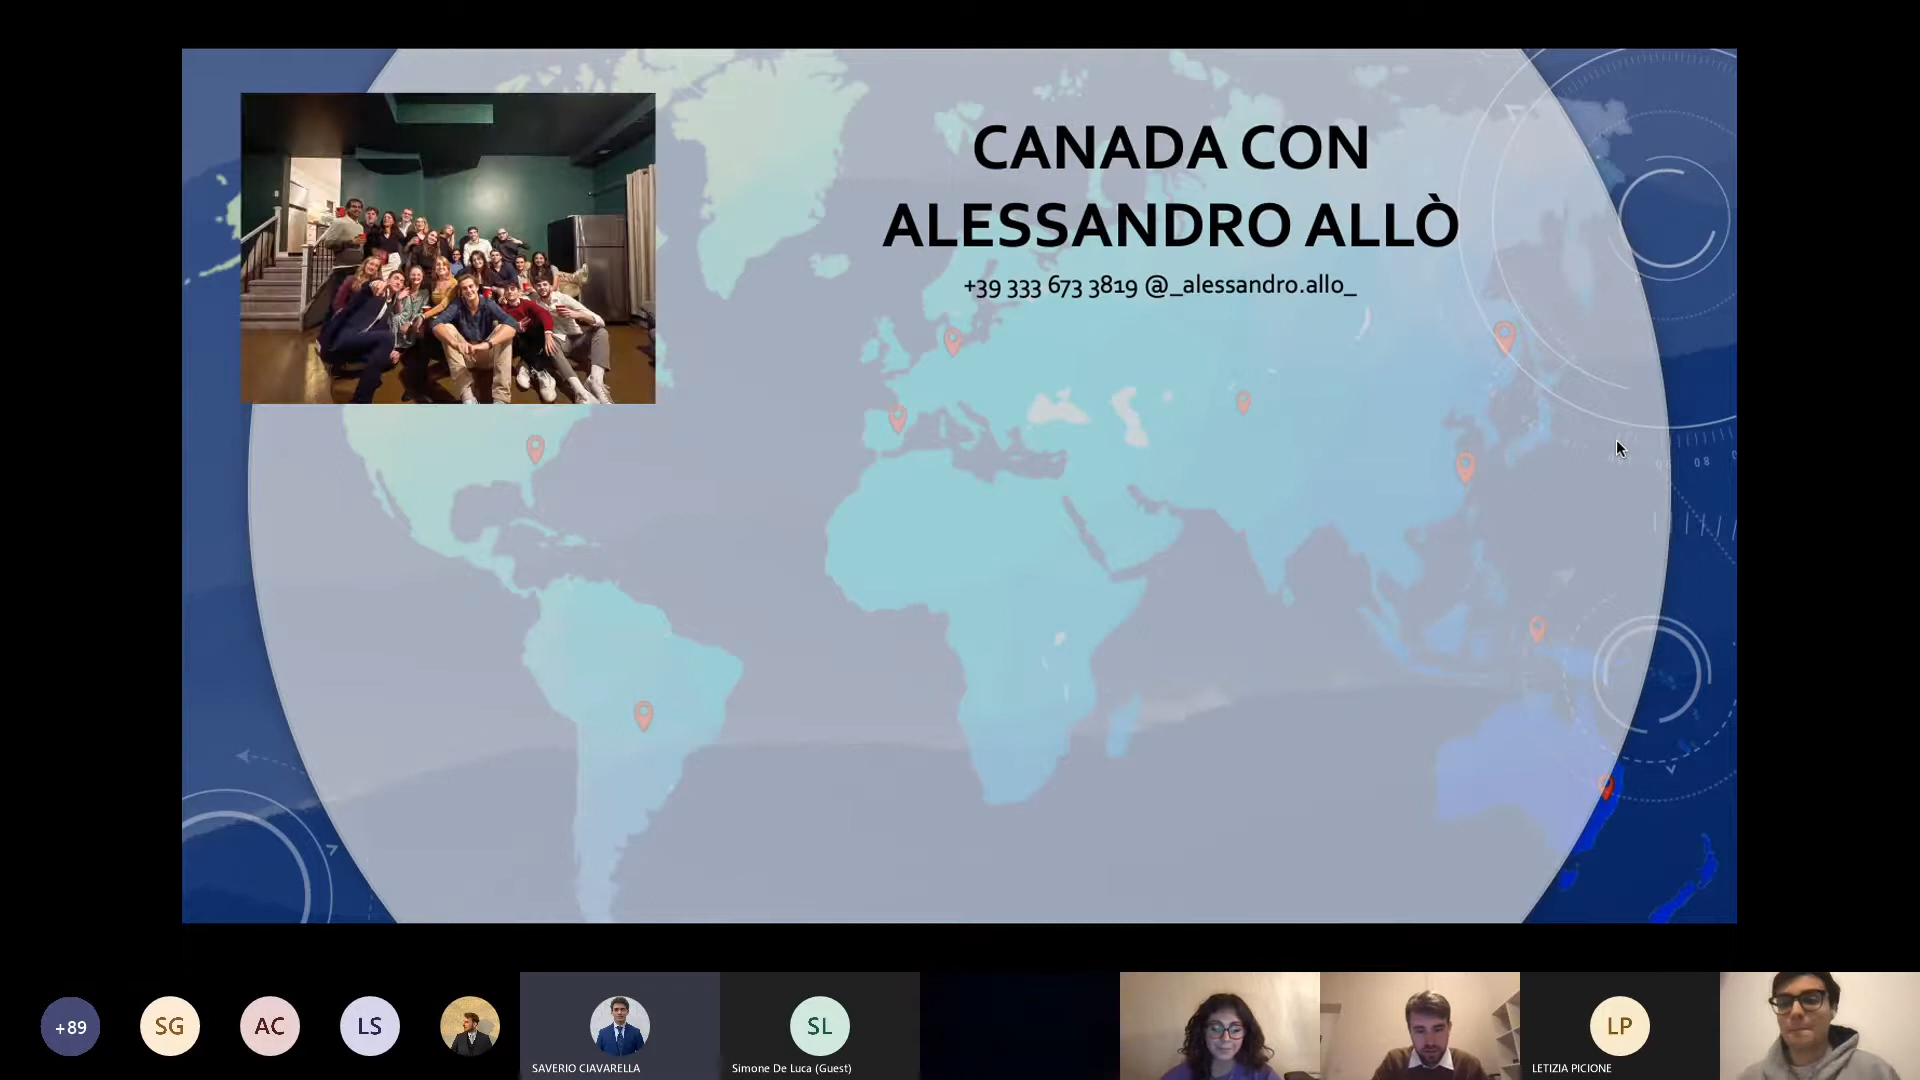 CANADA CON
ALESSANDRO ALLÒ
+39 333 673 3819 @_alessandro.allo_
80
+89
SG
AC
LS
SAVERIO CIAVARELLA
SL
Simone De Luca (Guest)
LP
LETIZIA PICIONE